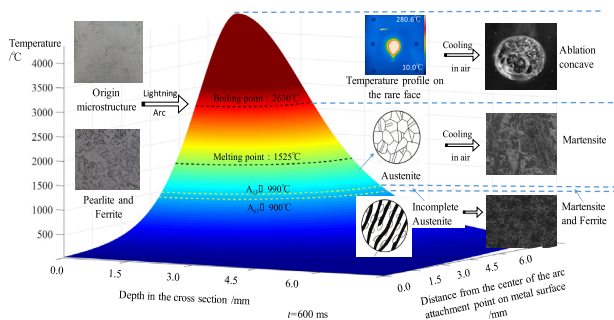 Temperature
/℃
4000
3500
3000
2500
2000
1500
1000
500
Origin
microstructure
Lightning
Arc
Pearlite and
Ferrite
280.6℃
30.0℃
Temperature profile on
the rare face
Cooling
in air
Ablation
concave
Boiling point：2630℃
Melting point：1525℃
990℃
900℃
Austenite
Cooling
in air
Martensite
Incomplete
Austenite
Martensite
and Ferrite
0.0
1.5
3.0
4.5
6.0
Depth in the cross section /mm
t=600 ms
0.0
1.5
3.0
4.5
6.0
Distance from the center of the arc
attachment point on metal surface
/mm